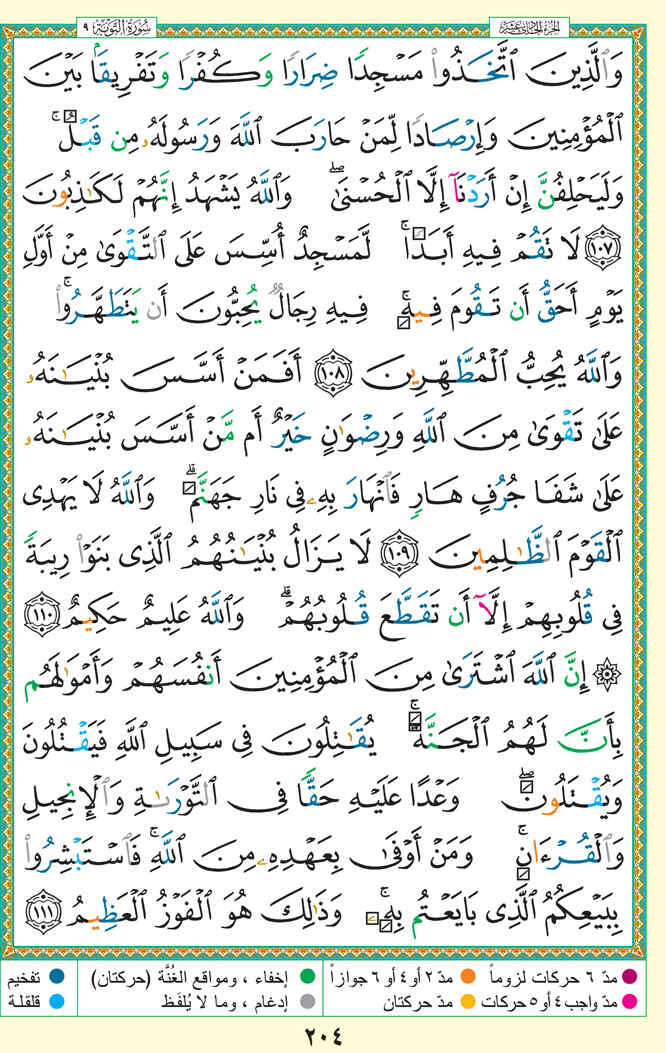 سُورَةُ التَّوْبَةِ ٩
الجزء الحادي عشر
وَٱلَّذِينَ ٱتَّخَذُوا۟ مَسْجِدًا ضِرَارًا وَكُفْرًا وَتَفْرِيقًۢا بَيْنَ
ٱلْمُؤْمِنِينَ وَإِرْصَادًا لِّمَنْ حَارَبَ ٱللَّهَ وَرَسُولَهُۥ مِن قَبْلُ ۚ
وَلَيَحْلِفُنَّ إِنْ أَرَدْنَآ إِلَّا ٱلْحُسْنَىٰ ۖ وَٱللَّهُ يَشْهَدُ إِنَّهُمْ لَكَـٰذِبُونَ
١٠٧ لَا تَقُمْ فِيهِ أَبَدًا ۚ لَّمَسْجِدٌ أُسِّسَ عَلَى ٱلتَّقْوَىٰ مِنْ أَوَّلِ
يَوْمٍ أَحَقُّ أَن تَقُومَ فِيهِ ۚ فِيهِ رِجَالٌ يُحِبُّونَ أَن يَتَطَهَّرُوا۟ ۚ
وَٱللَّهُ يُحِبُّ ٱلْمُطَّهِّرِينَ ١٠٨ أَفَمَنْ أَسَّسَ بُنْيَـٰنَهُۥ
عَلَىٰ تَقْوَىٰ مِنَ ٱللَّهِ وَرِضْوَٰنٍ خَيْرٌ أَم مَّنْ أَسَّسَ بُنْيَـٰنَهُۥ
عَلَىٰ شَفَا جُرُفٍ هَارٍ فَٱنْهَارَ بِهِۦ فِى نَارِ جَهَنَّمَ ۗ وَٱللَّهُ لَا يَهْدِى
ٱلْقَوْمَ ٱلظَّـٰلِمِينَ ١٠٩ لَا يَزَالُ بُنْيَـٰنُهُمُ ٱلَّذِى بَنَوْا۟ رِيبَةً
فِى قُلُوبِهِمْ إِلَّآ أَن تَقَطَّعَ قُلُوبُهُمْ ۗ وَٱللَّهُ عَلِيمٌ حَكِيمٌ ١١٠
۞ إِنَّ ٱللَّهَ ٱشْتَرَىٰ مِنَ ٱلْمُؤْمِنِينَ أَنفُسَهُمْ وَأَمْوَٰلَهُم
بِأَنَّ لَهُمُ ٱلْجَنَّةَ ۚ يُقَـٰتِلُونَ فِى سَبِيلِ ٱللَّهِ فَيَقْتُلُونَ
وَيُقْتَلُونَ ۖ وَعْدًا عَلَيْهِ حَقًّا فِى ٱلتَّوْرَىٰةِ وَٱلْإِنجِيلِ
وَٱلْقُرْءَانِ ۚ وَمَنْ أَوْفَىٰ بِعَهْدِهِۦ مِنَ ٱللَّهِ ۚ فَٱسْتَبْشِرُوا۟
بِبَيْعِكُمُ ٱلَّذِى بَايَعْتُم بِهِۦ ۚ وَذَٰلِكَ هُوَ ٱلْفَوْزُ ٱلْعَظِيمُ ١١١
مدّ ٦ حركات لزوماً مدّ ٢ أو ٤ أو ٦ جوازاً إخفاء ، ومواقع الغُنَّة (حركتان) تفخيم
مدّ واجب ٤ أو ٥ حركات مدّ حركتان إدغام ، وما لا يُلفَظ قلقلة
٢٠٤